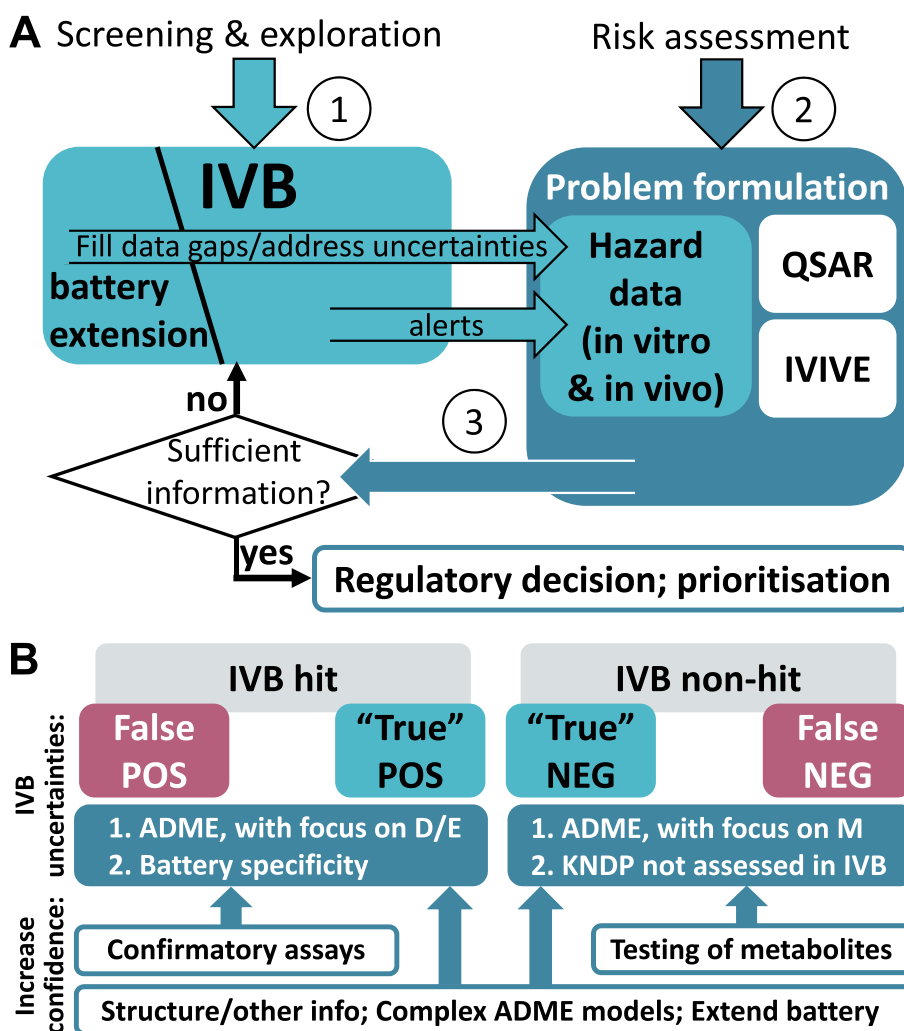 A
Screening & exploration
Risk assessment
1
2
IVB
Problem formulation
Fill data gaps/address uncertainties
battery
extension
alerts
Hazard
data
(in vitro
& in vivo)
QSAR
IVIVE
no
3
Sufficient
information?
yes
Regulatory decision; prioritisation
B
IVB hit
IVB non-hit
IVB
uncertainties:
False
POS
“True”
POS
“True”
NEG
False
NEG
1. ADME, with focus on D/E
2. Battery specificity
1. ADME, with focus on M
2. KNDP not assessed in IVB
Increase
confidence:
Confirmatory assays
Testing of metabolites
Structure/other info; Complex ADME models; Extend battery